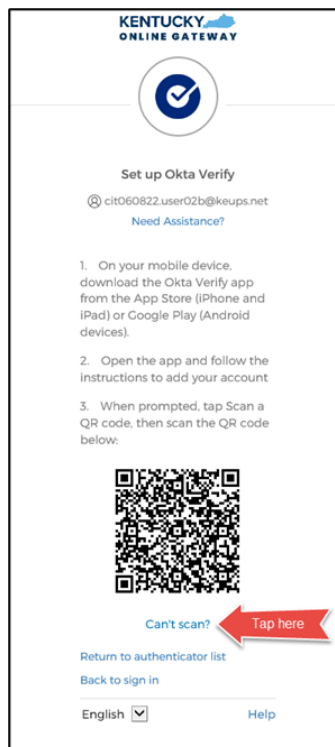 KENTUCKY
ONLINE GATEWAY
Set up Okta Verify
cit060822.user02b@keups.net
Need Assistance?
1. On your mobile device,
download the Okta Verify app
from the App Store (iPhone and
iPad) or Google Play (Android
devices).
2. Open the app and follow the
instructions to add your account
3. When prompted, tap Scan a
QR code, then scan the QR code
below:
Can't scan?
Tap here
Return to authenticator list
Back to sign in
English
Help